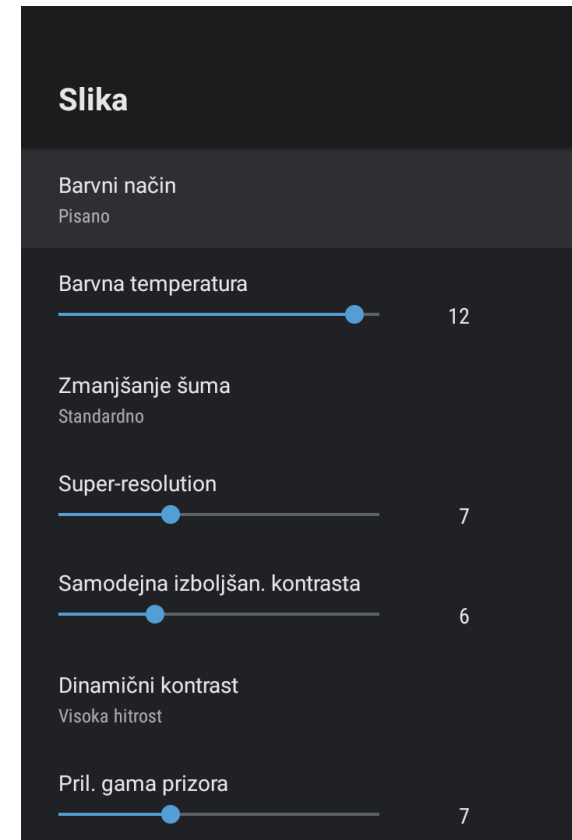 Slika
Barvni način
Pisano
Barvna temperatura
12
Zmanjšanje šuma
Standardno
Super-resolution
7
Samodejna izboljšan. kontrasta
6
Dinamični kontrast
Visoka hitrost
Pril. gama prizora
7